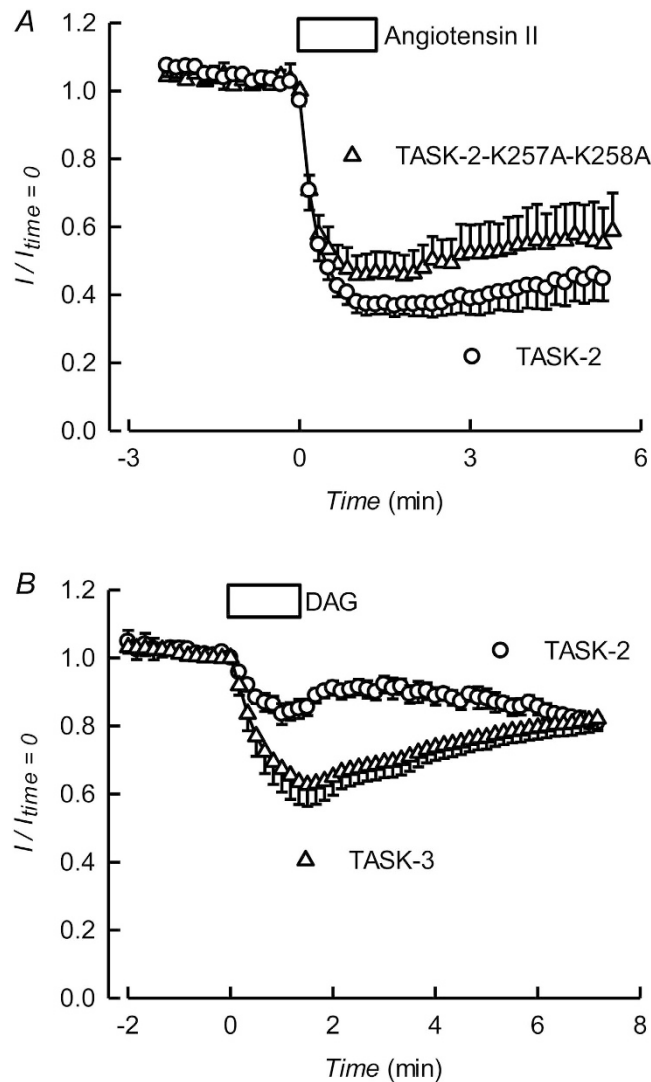 A
1.2
Angiotensin II
1.0
TASK-2-K257A-K258A
0.8
I / I time = 0
0.6
0.4
TASK-2
0.2
0.0
-3 0 3 6
Time (min)
B
1.2
DAG
1.0
TASK-2
0.8
I / I time = 0
0.6
0.4
TASK-3
0.2
0.0
-2 0 2 4 6 8
Time (min)